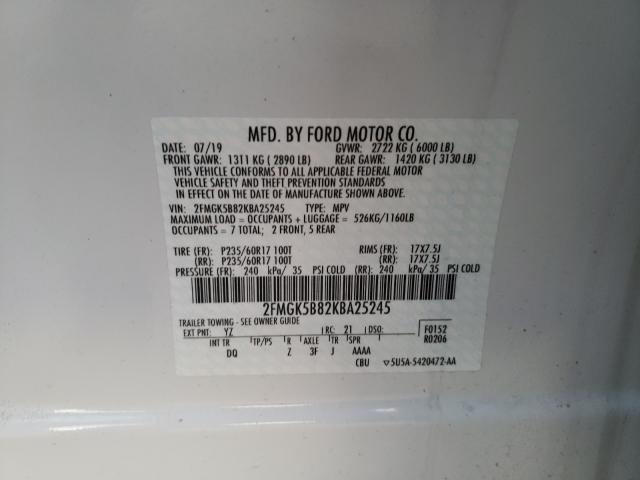 MFD. BY FORD MOTOR CO.
DATE: 07/19 GVWR: 2722 KG ( 6000 LB)
FRONT GAWR: 1311 KG ( 2890 LB) REAR GAWR: 1420 KG ( 3130 LB)
THIS VEHICLE CONFORMS TO ALL APPLICABLE FEDERAL MOTOR
VEHICLE SAFETY AND THEFT PREVENTION STANDARDS
IN EFFECT ON THE DATE OF MANUFACTURE SHOWN ABOVE.
VIN: 2FMGK5B82KBA25245 TYPE: MPV
MAXIMUM LOAD = OCCUPANTS + LUGGAGE = 526KG/1160LB
OCCUPANTS = 7 TOTAL; 2 FRONT, 5 REAR
TIRE (FR): P235/60R17 100T RIMS (FR): 17X7.5J
(RR): P235/60R17 100T (RR): 17X7.5J
PRESSURE (FR): 240 kPa/ 35 PSI COLD (RR): 240 kPa/ 35 PSI COLD
2FMGK5B82KBA25245
TRAILER TOWING - SEE OWNER GUIDE
EXT PNT: YZ RC: 21 DSO: F0152
INT TR TP/PS R AXLE TR SPR R0206
DQ Z 3F J AAAA
CBU ▽5U5A-5420472-AA